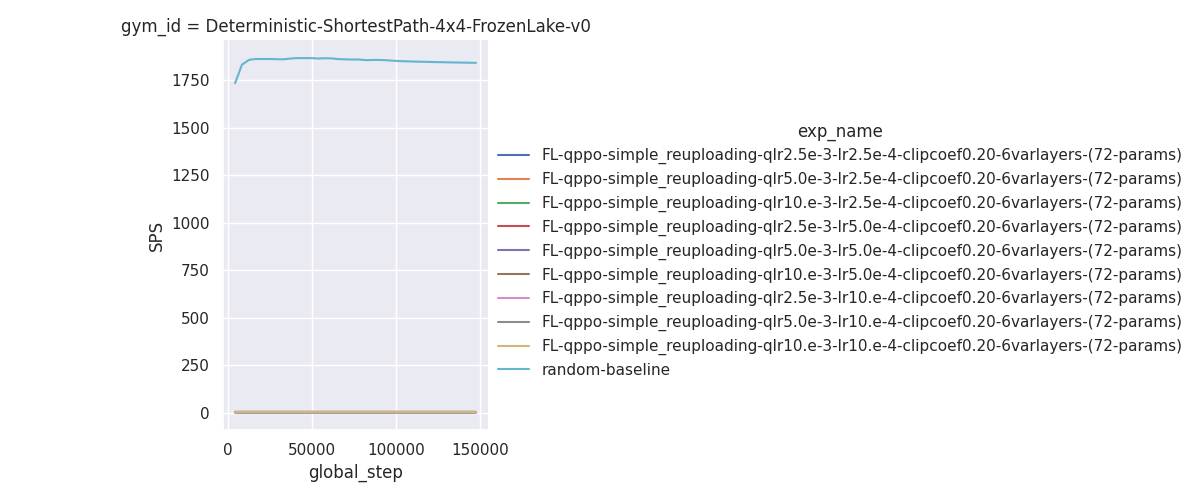 gym_id = Deterministic-ShortestPath-4x4-FrozenLake-v0
1750
1500
1250
1000
750
500
250
0
SPS
0 50000 100000 150000
global_step
exp_name
FL-qppo-simple_reuploading-qlr2.5e-3-lr2.5e-4-clipcoef0.20-6varlayers-(72-params)
FL-qppo-simple_reuploading-qlr5.0e-3-lr2.5e-4-clipcoef0.20-6varlayers-(72-params)
FL-qppo-simple_reuploading-qlr10.e-3-lr2.5e-4-clipcoef0.20-6varlayers-(72-params)
FL-qppo-simple_reuploading-qlr2.5e-3-lr5.0e-4-clipcoef0.20-6varlayers-(72-params)
FL-qppo-simple_reuploading-qlr5.0e-3-lr5.0e-4-clipcoef0.20-6varlayers-(72-params)
FL-qppo-simple_reuploading-qlr10.e-3-lr5.0e-4-clipcoef0.20-6varlayers-(72-params)
FL-qppo-simple_reuploading-qlr2.5e-3-lr10.e-4-clipcoef0.20-6varlayers-(72-params)
FL-qppo-simple_reuploading-qlr5.0e-3-lr10.e-4-clipcoef0.20-6varlayers-(72-params)
FL-qppo-simple_reuploading-qlr10.e-3-lr10.e-4-clipcoef0.20-6varlayers-(72-params)
random-baseline